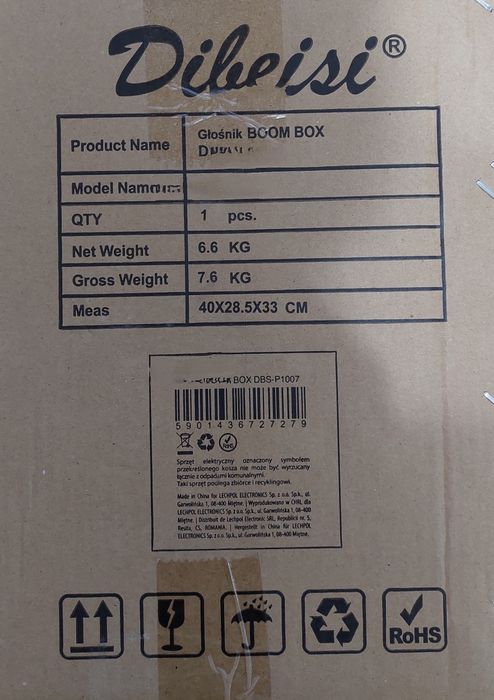 Dibeisi®
Product Name Głośnik BOOM BOX
Model
QTY 1 pcs.
Net Weight 6.6 KG
Gross Weight 7.6 KG
Meas 40X28.5X33 CM
BOX DBS-P1007
5901436727279
RoHS
Sprzęt elektryczny oznaczony symbolem
przekreślonego kosza nie może być wyrzucany
łącznie z odpadami komunalnymi.
Taki sprzęt podlega zbiórce i recyklingowi.
Made in China for LECHPOL ELECTRONICS Sp. z o.o. Sp.k., ul.
Garwolińska 1, 08-400 Miętne. | Wyprodukowano w CHRL dla
LECHPOL ELECTRONICS Sp. z o.o. Sp.k., ul. Garwolińska 1, 08-400
Miętne. | Distribuit de Lechpol Electronic SRL, Republicii nr. 5,
Resita, CS, ROMANIA. | Hergestellt in China für LECHPOL
ELECTRONICS Sp. z o.o. Sp.k., ul. Garwolińska 1, 08-400 Miętne.
RoHS